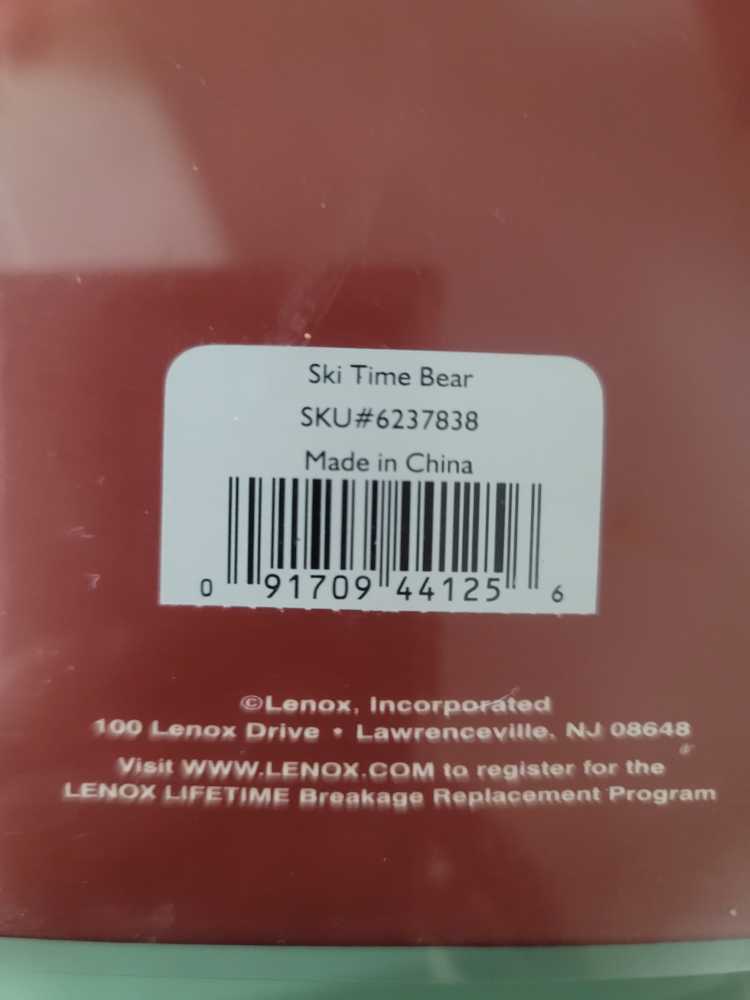 Ski Time Bear
SKU#6237838
Made in China
0 91709 44125 6
©Lenox, Incorporated
100 Lenox Drive • Lawrenceville, NJ 08648
Visit WWW.LENOX.COM to register for the
LENOX LIFETIME Breakage Replacement Program